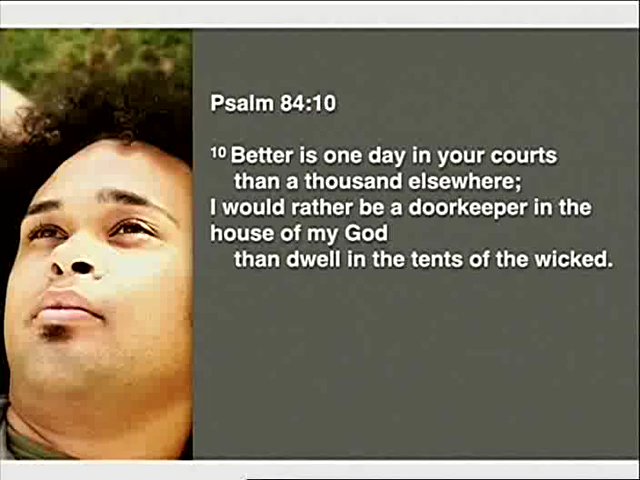 Psalm 84:10
10 Better is one day in your courts
than a thousand elsewhere;
I would rather be a doorkeeper in the
house of my God
than dwell in the tents of the wicked.